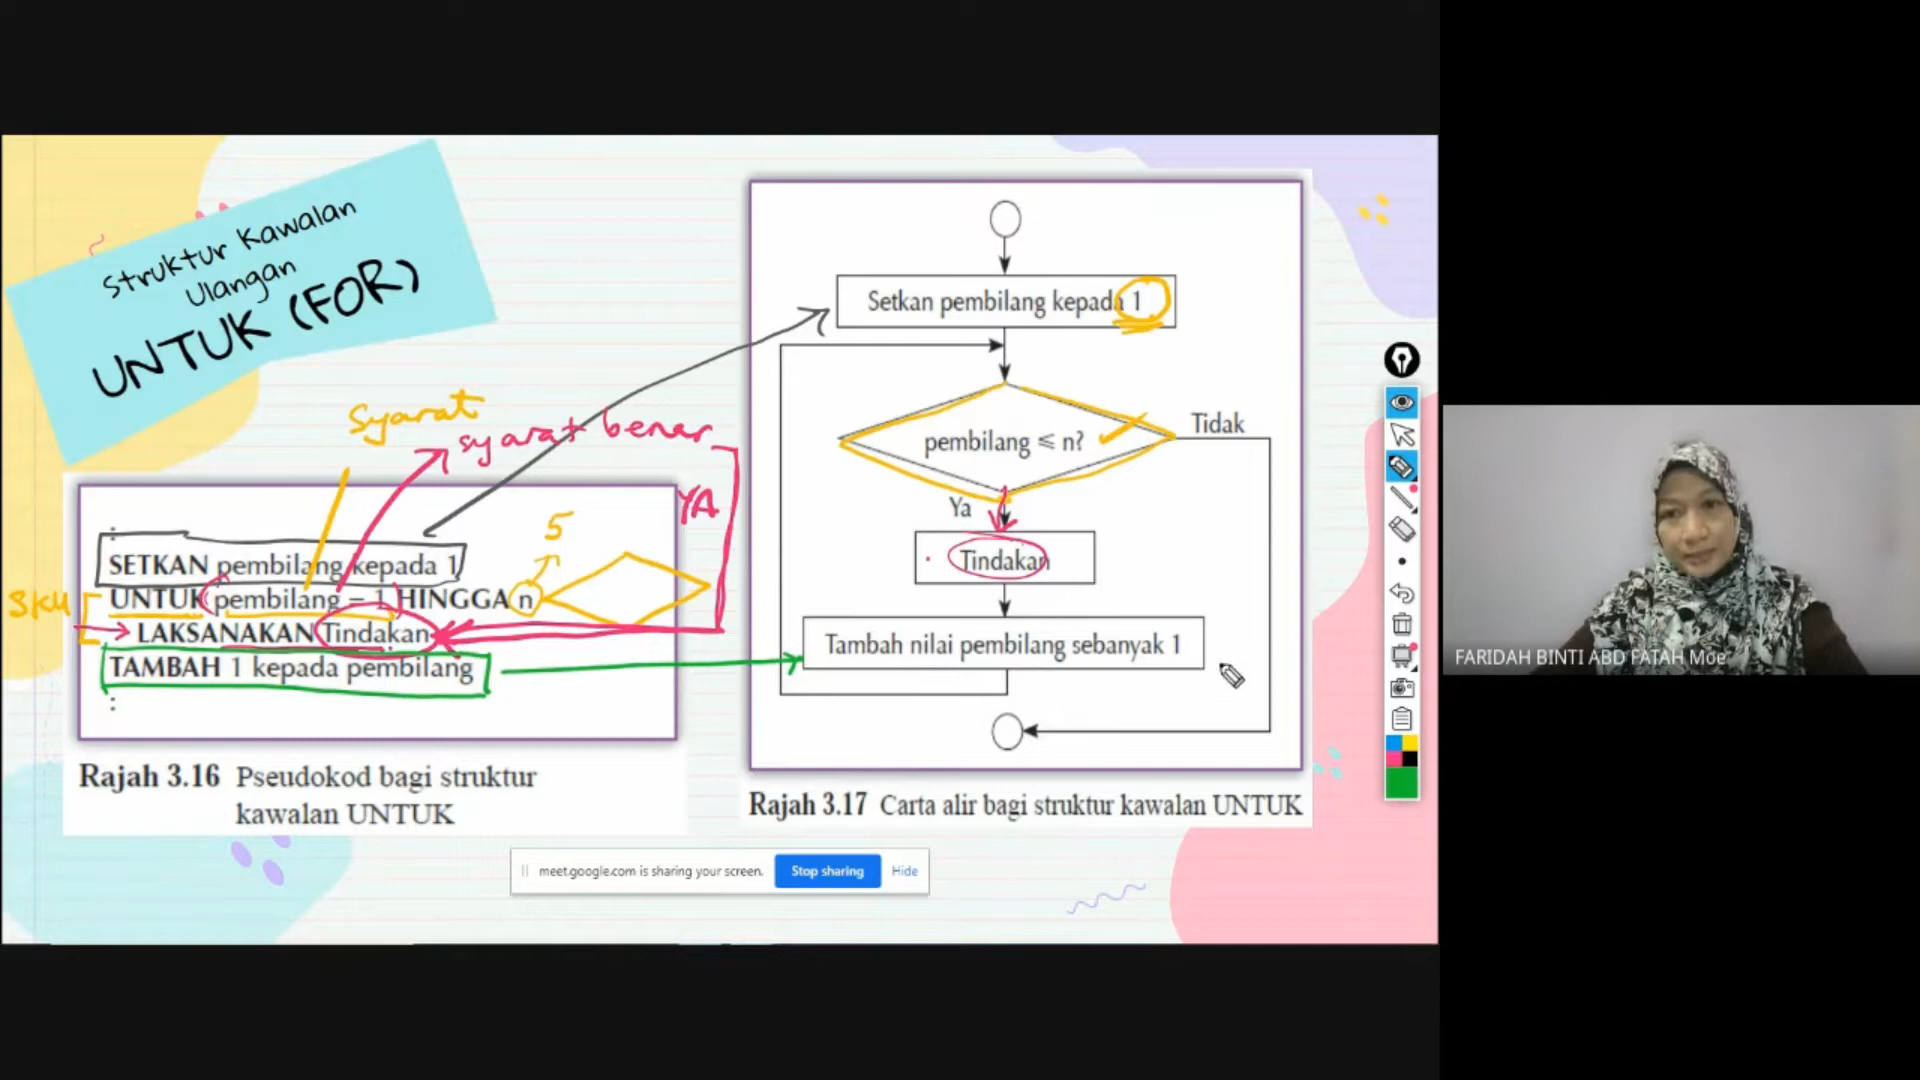 Struktur Kawalan
Ulangan
UNTUK (FOR)
Syarat
syarat benar
YA
5
SKU
:
SETKAN pembilang kepada 1
UNTUK pembilang = 1 HINGGA n
LAKSANAKAN Tindakan
TAMBAH 1 kepada pembilang
:
Rajah 3.16 Pseudokod bagi struktur
kawalan UNTUK
Setkan pembilang kepada 1
pembilang ≤ n?
Tidak
Ya
Tindakan
Tambah nilai pembilang sebanyak 1
Rajah 3.17 Carta alir bagi struktur kawalan UNTUK
meet.google.com is sharing your screen.
Stop sharing
Hide
FARIDAH BINTI ABD FATAH Moe